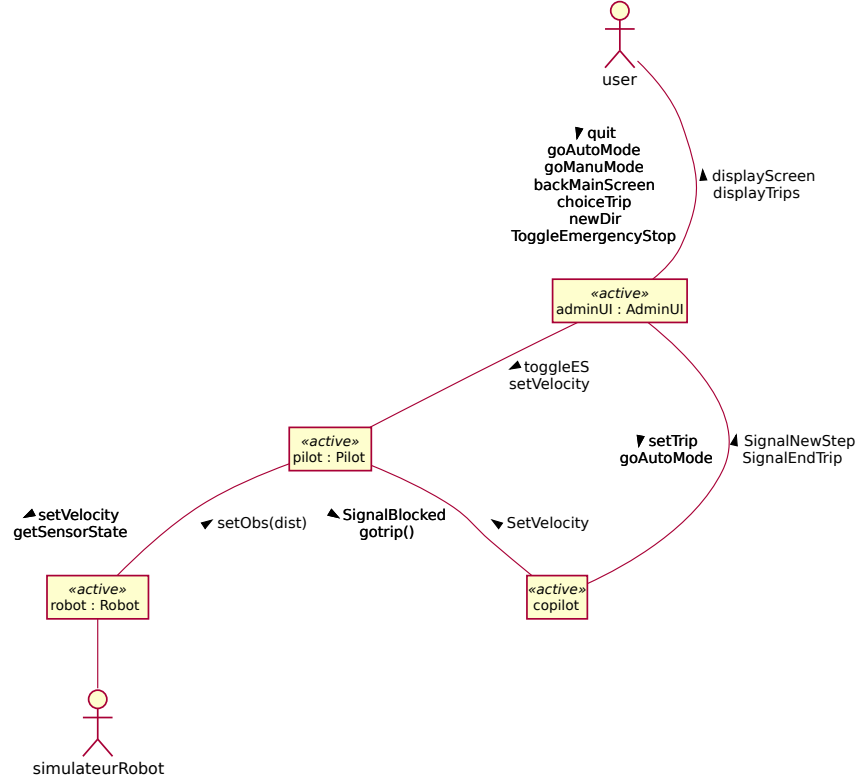 user
quit
goAutoMode
goManuMode
backMainScreen
choiceTrip
newDir
ToggleEmergencyStop
displayScreen
displayTrips
«active»
adminUI : AdminUI
toggleES
setVelocity
setTrip
goAutoMode
SignalNewStep
SignalEndTrip
«active»
pilot : Pilot
setVelocity
getSensorState
setObs(dist)
SignalBlocked
gotrip()
SetVelocity
«active»
robot : Robot
«active»
copilot
simulateurRobot